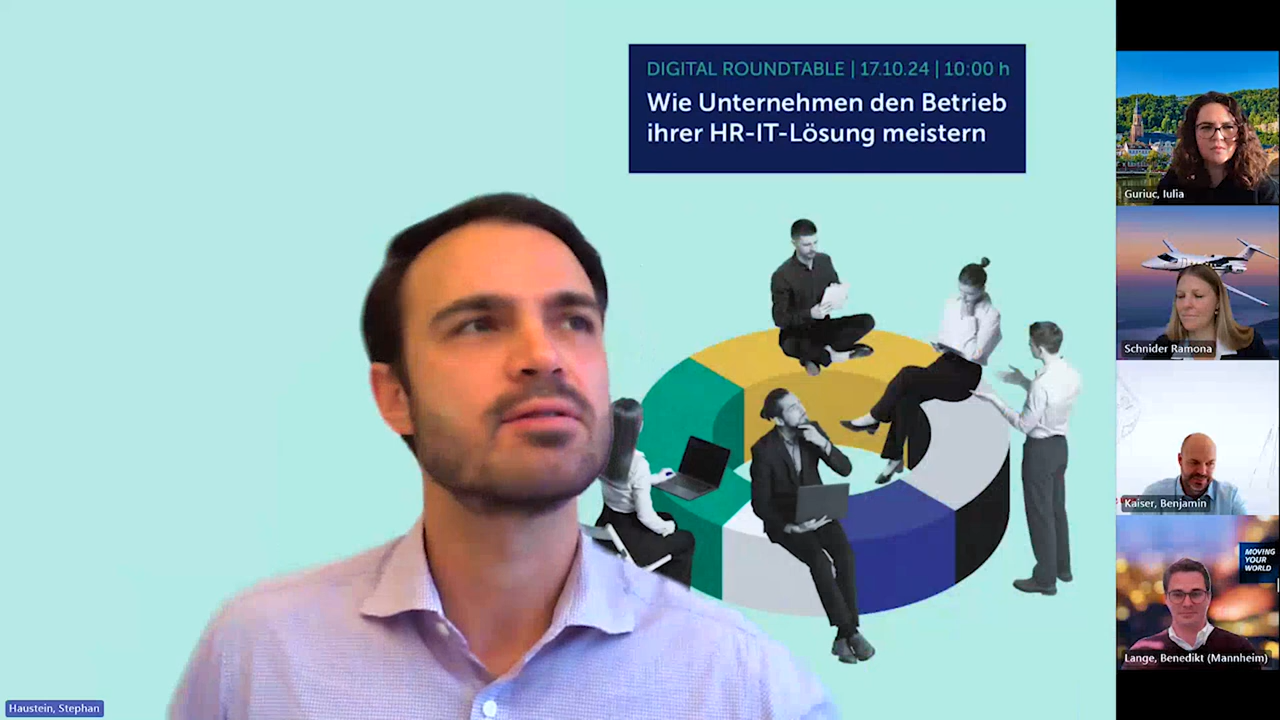 DIGITAL ROUNDTABLE | 17.10.24 | 10:00 h
Wie Unternehmen den Betrieb
ihrer HR-IT-Lösung meistern
Guriuc, Iulia
Schnider Ramona
Kaiser, Benjamin
MOVING
YOUR
WORLD
Lange, Benedikt (Mannheim)
Haustein, Stephan